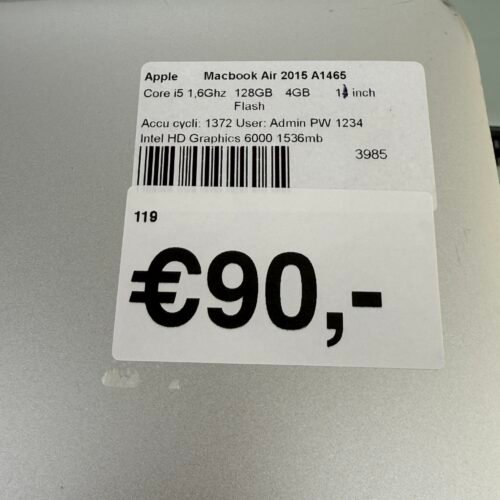 Apple Macbook Air 2015 A1465
Core i5 1,6Ghz 128GB 4GB 11 inch
Flash
Accu cycli: 1372 User: Admin PW 1234
Intel HD Graphics 6000 1536mb
3985
119
€90,-